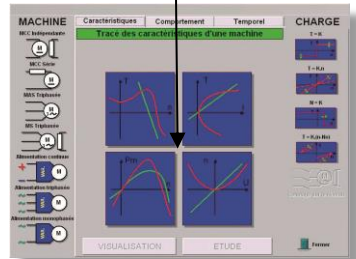 MACHINE
Caractéristiques
Comportement
Temporel
CHARGE
Tracé des caractéristiques d'une machine
MCC Indépendante
M
MCC Série
M
MAS Triphasée
M
MS Triphasée
M
Alimentation continue
M
Alimentation triphasée
M
Alimentation monophasée
M
T
T
I
Pm
n
U
T = K
T = K.n
VISUALISATION
ETUDE
Fermer